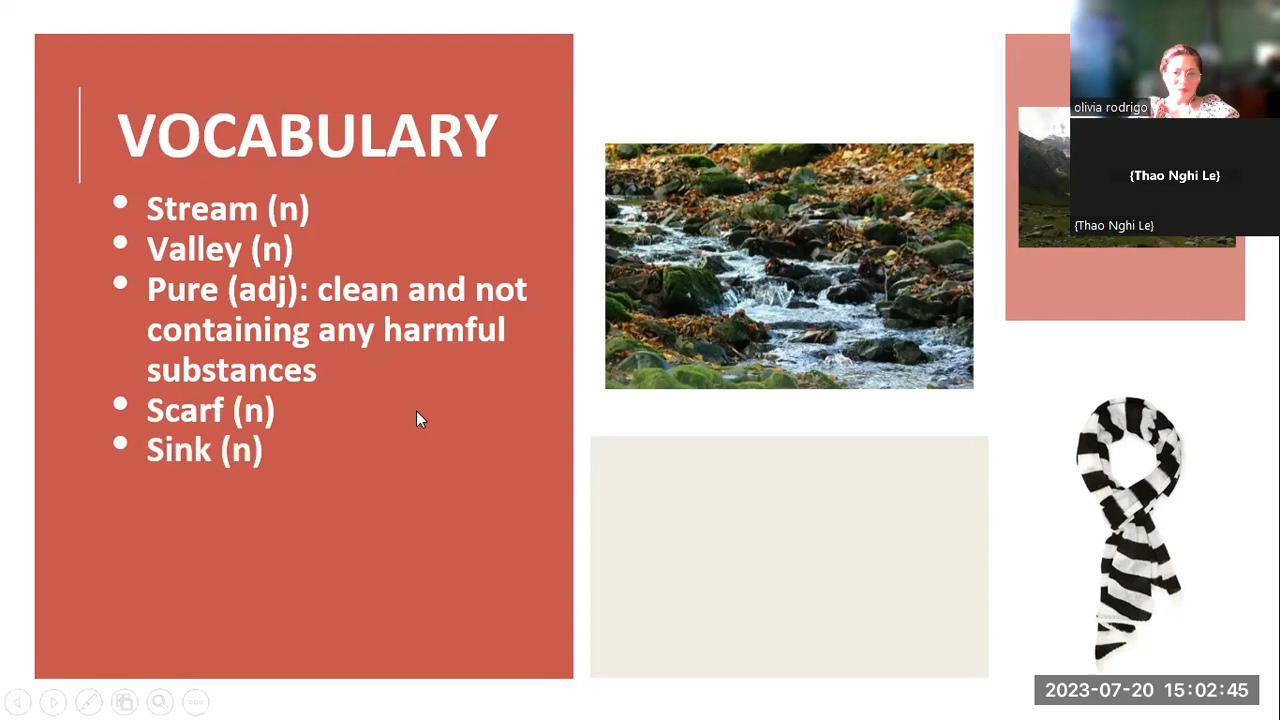 VOCABULARY
Stream (n)
Valley (n)
Pure (adj): clean and not
containing any harmful
substances
Scarf (n)
Sink (n)
olivia rodrigo
{Thao Nghi Le}
{Thao Nghi Le}
2023-07-20 15:02:45